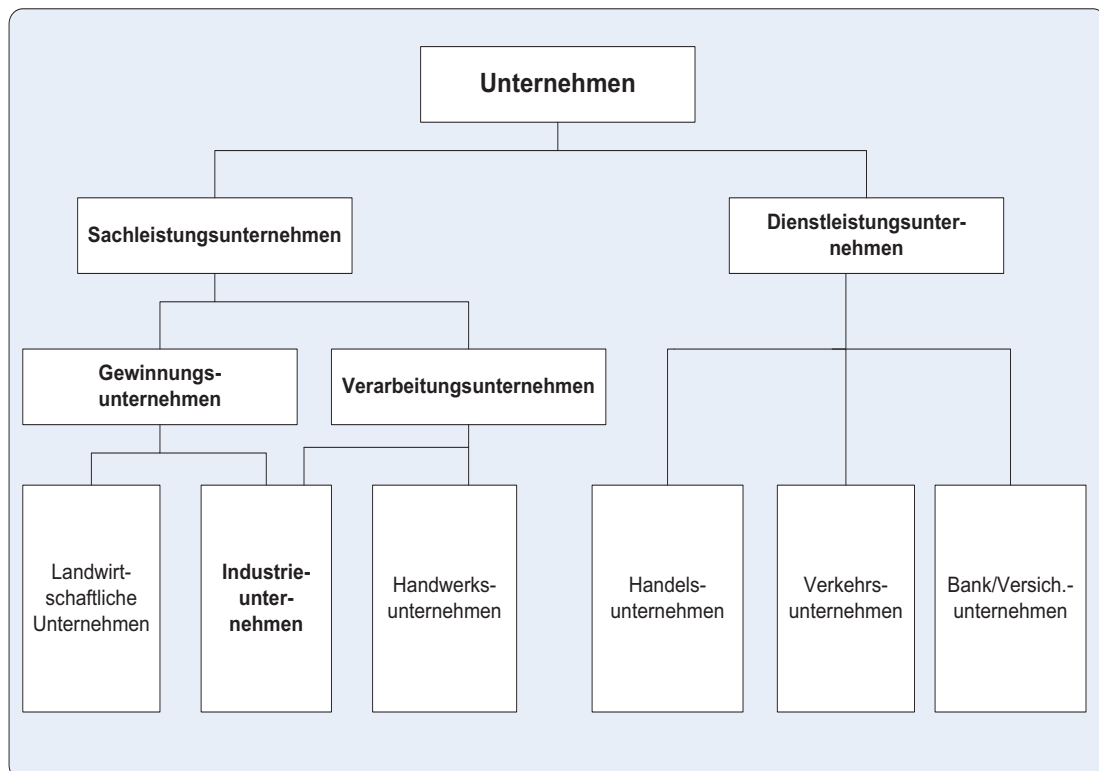 Unternehmen
Sachleistungsunternehmen
Dienstleistungsunter-
nehmen
Gewinnungs-
unternehmen
Verarbeitungsunternehmen
Landwirt-
schaftliche
Unternehmen
Industrie-
unter-
nehmen
Handwerks-
unternehmen
Handels-
unternehmen
Verkehrs-
unternehmen
Bank/Versich.-
unternehmen